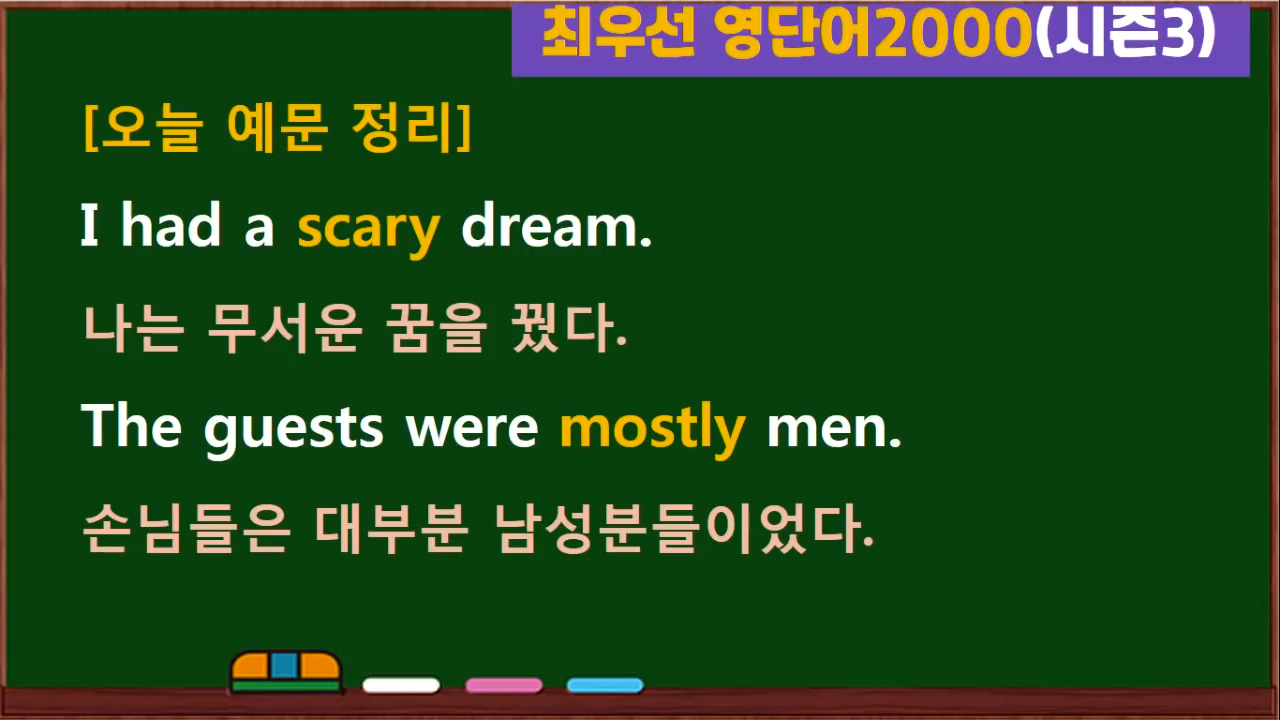 최우선 영단어2000(시즌3)
[오늘 예문 정리]
I had a scary dream.
나는 무서운 꿈을 꿨다.
The guests were mostly men.
손님들은 대부분 남성분들이었다.